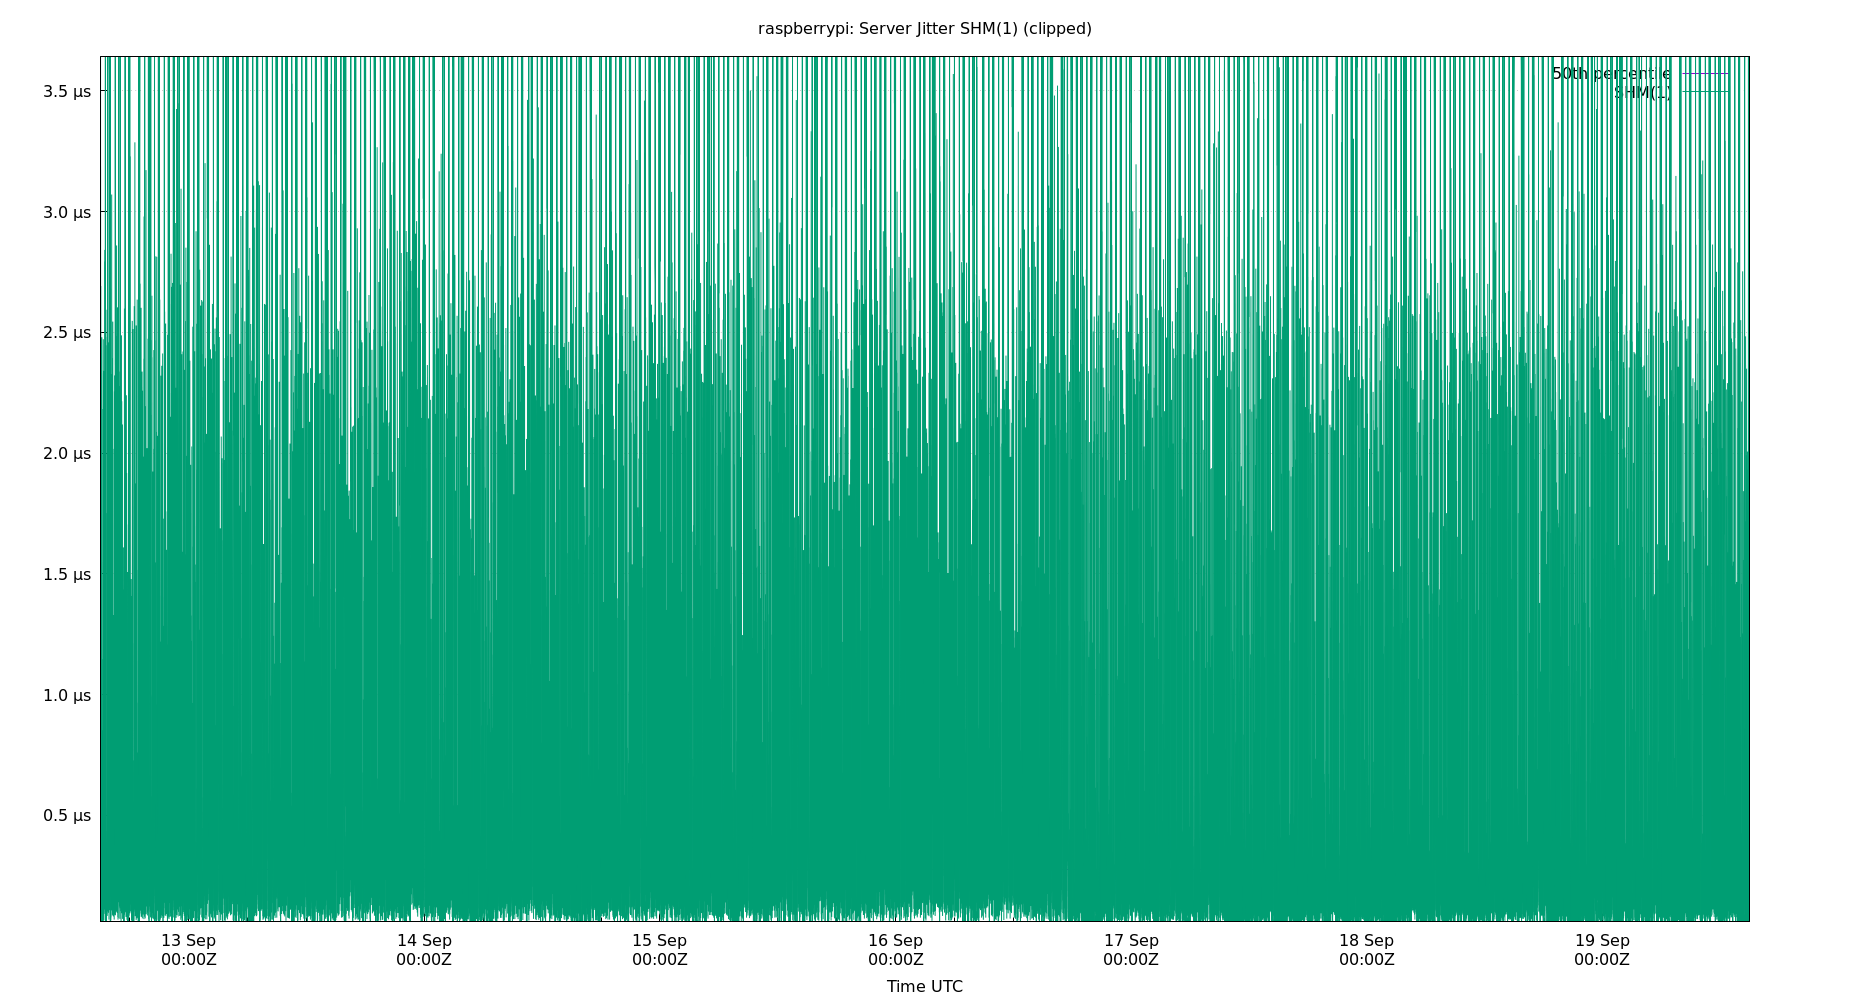 raspberrypi: Server Jitter SHM(1) (clipped)
50th percentile
SHM(1)
3.5 µs
3.0 µs
2.5 µs
2.0 µs
1.5 µs
1.0 µs
0.5 µs
13 Sep 14 Sep 15 Sep 16 Sep 17 Sep 18 Sep 19 Sep
00:00Z 00:00Z 00:00Z 00:00Z 00:00Z 00:00Z 00:00Z
Time UTC